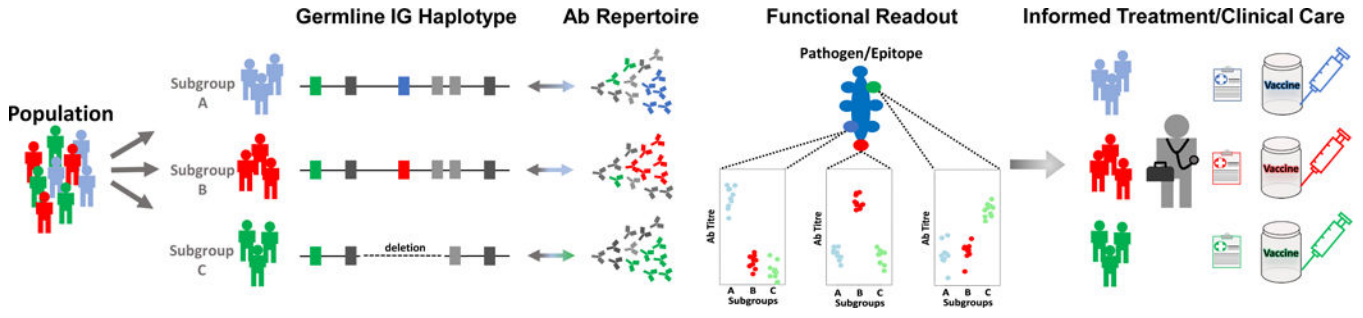 Germline IG Haplotype
Ab Repertoire
Functional Readout
Informed Treatment/Clinical Care
Population
Subgroup
A
Subgroup
B
Subgroup
C
deletion
Pathogen/Epitope
Ab Titre
A B C
Subgroups
Ab Titre
A B C
Subgroups
Ab Titre
A B C
Subgroups
Vaccine
Vaccine
Vaccine